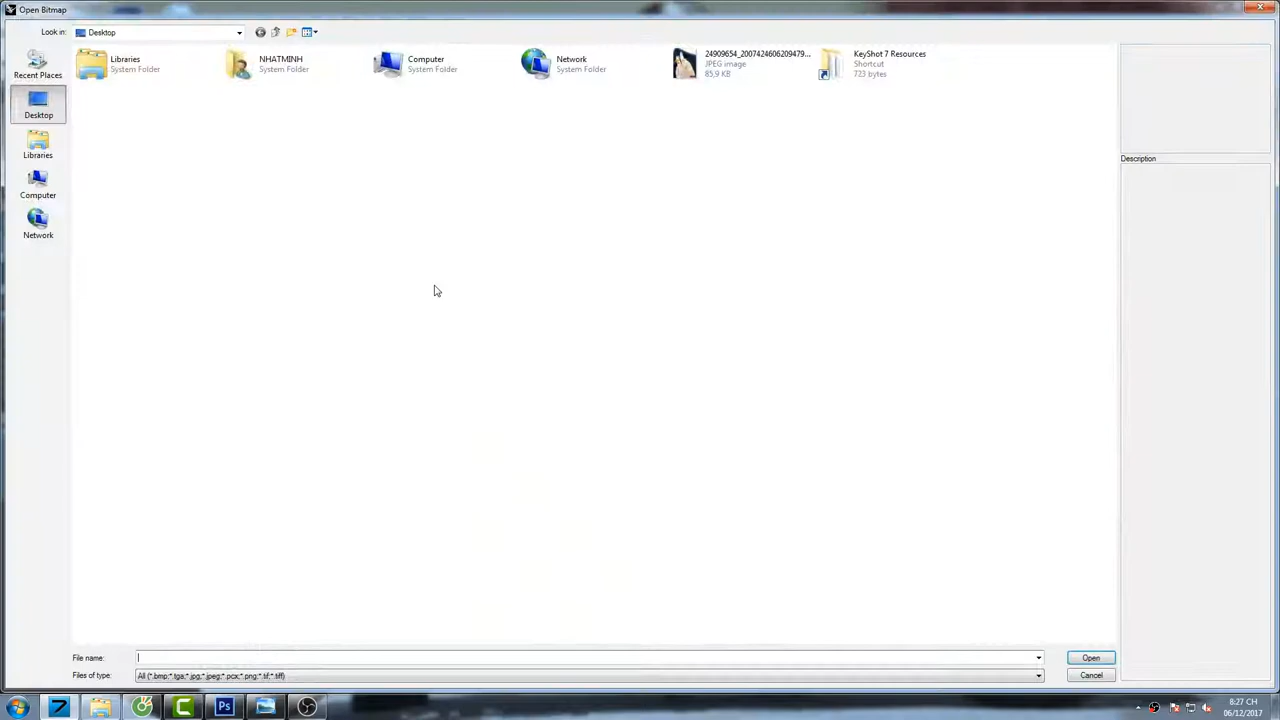 Open Bitmap
Look in: Desktop
Recent Places
Desktop
Libraries
Computer
Network
Libraries
System Folder
NHATMINH
System Folder
Computer
System Folder
Network
System Folder
24909654_2007424606209479...
JPEG image
85,9 KB
KeyShot 7 Resources
Shortcut
723 bytes
Description
File name:
Open
Files of type: All (*.bmp;*.tga;*.jpg;*.jpeg;*.pcx;*.png;*.tif;*.tiff)
Cancel
Ps
8:27 CH
06/12/2017